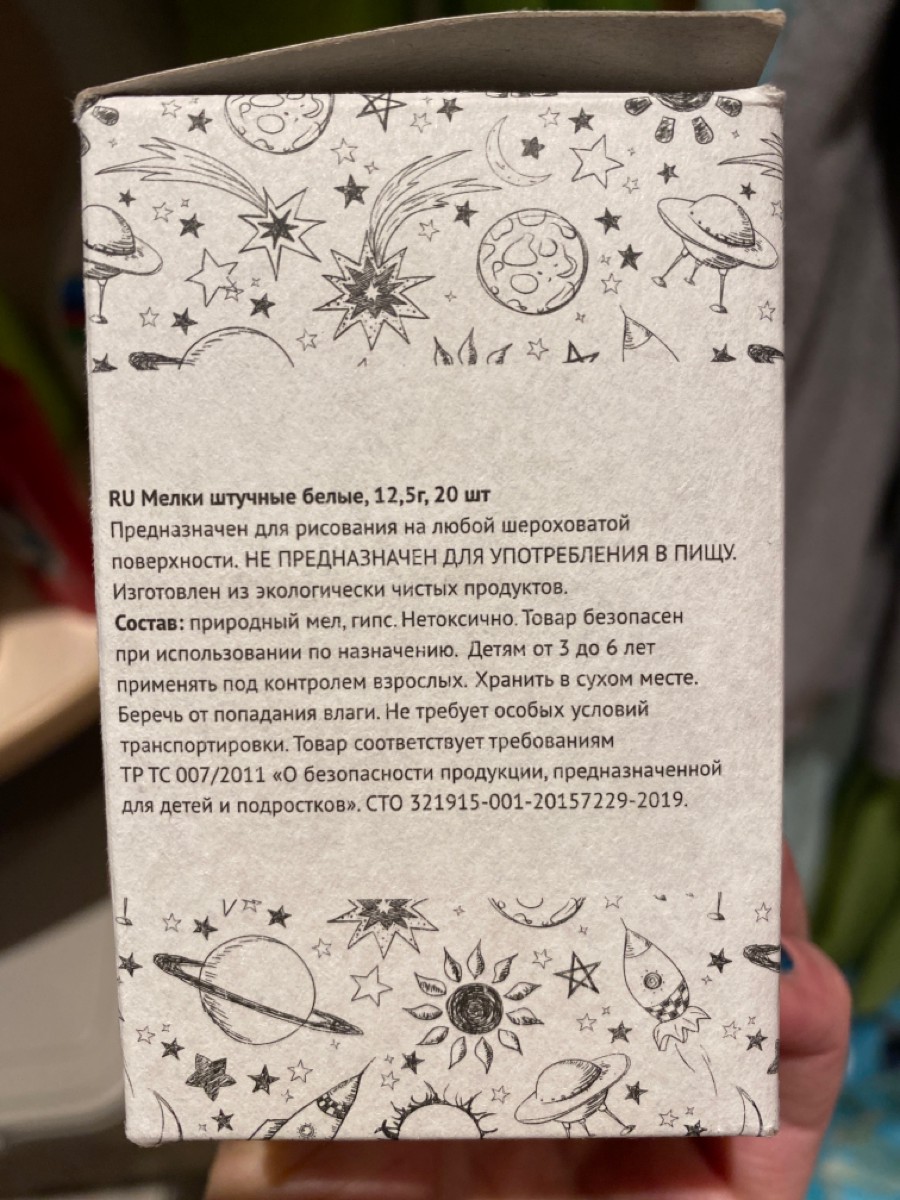 RU Мелки штучные белые, 12,5г, 20 шт
Предназначен для рисования на любой шероховатой
поверхности. НЕ ПРЕДНАЗНАЧЕН ДЛЯ УПОТРЕБЛЕНИЯ В ПИЩУ.
Изготовлен из экологически чистых продуктов.
Состав: природный мел, гипс. Нетоксично. Товар безопасен
при использовании по назначению. Детям от 3 до 6 лет
применять под контролем взрослых. Хранить в сухом месте.
Беречь от попадания влаги. Не требует особых условий
транспортировки. Товар соответствует требованиям
ТР ТС 007/2011 «О безопасности продукции, предназначенной
для детей и подростков». СТО 321915-001-20157229-2019.